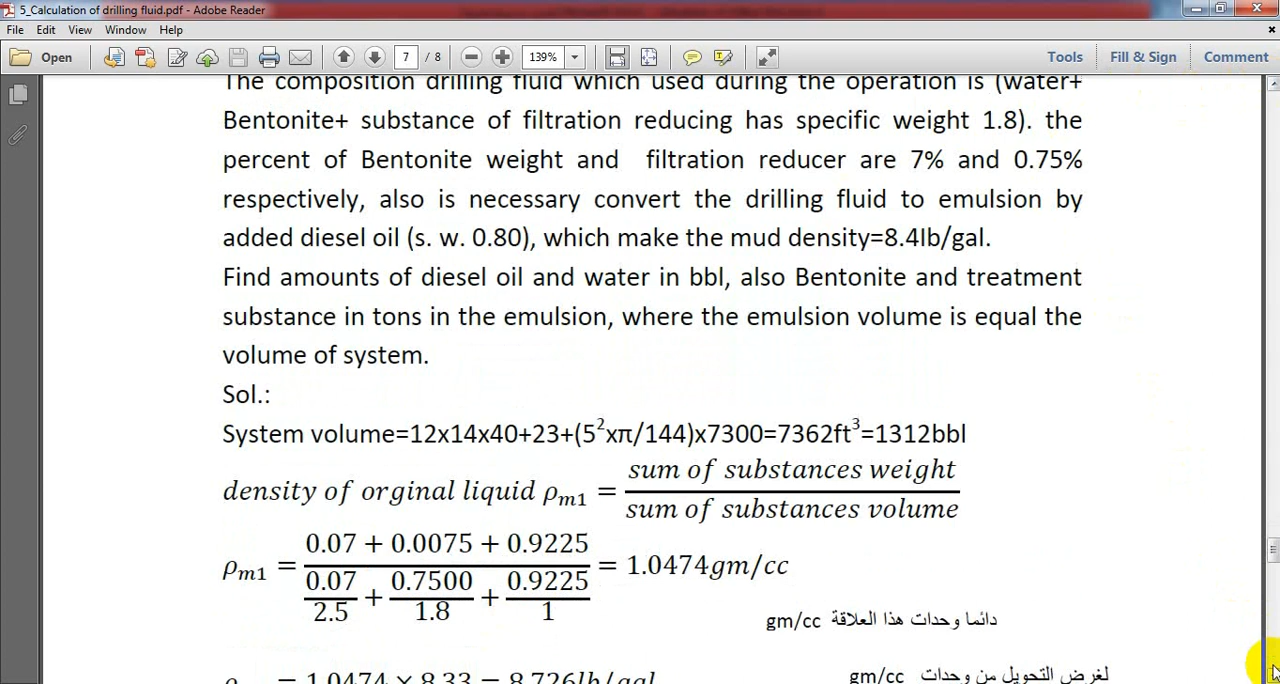 5_Calculation of drilling fluid.pdf - Adobe Reader
File Edit View Window Help
Open 7 / 8 139% Tools Fill & Sign Comment
The composition drilling fluid which used during the operation is (water+
Bentonite+ substance of filtration reducing has specific weight 1.8). the
percent of Bentonite weight and filtration reducer are 7% and 0.75%
respectively, also is necessary convert the drilling fluid to emulsion by
added diesel oil (s. w. 0.80), which make the mud density=8.4lb/gal.
Find amounts of diesel oil and water in bbl, also Bentonite and treatment
substance in tons in the emulsion, where the emulsion volume is equal the
volume of system.
Sol.:
System volume=12x14x40+23+(5²xπ/144)x7300=7362ft³=1312bbl
density of orginal liquid ρm1 = sum of substances weight / sum of substances volume
ρm1 = (0.07 + 0.0075 + 0.9225) / (0.07/2.5 + 0.7500/1.8 + 0.9225/1) = 1.0474gm/cc
دائما وحدات هذا العلاقة gm/cc
= 1.0474 × 8.33 = 8.726lb/gal
لغرض التحويل من وحدات gm/cc